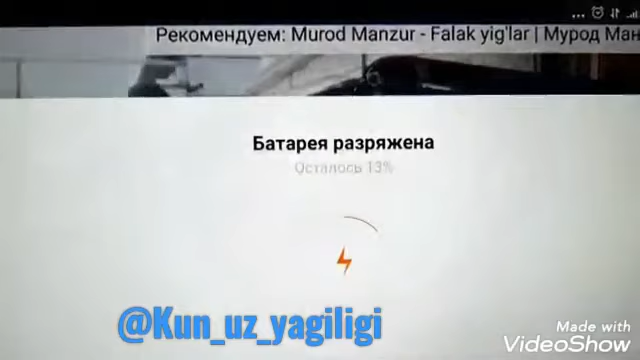 Рекомендуем: Murod Manzur - Falak yig'lar | Мурод Ман
Батарея разряжена
Осталось 13%
@Kun_uz_yagiligi
Made with
VideoShow